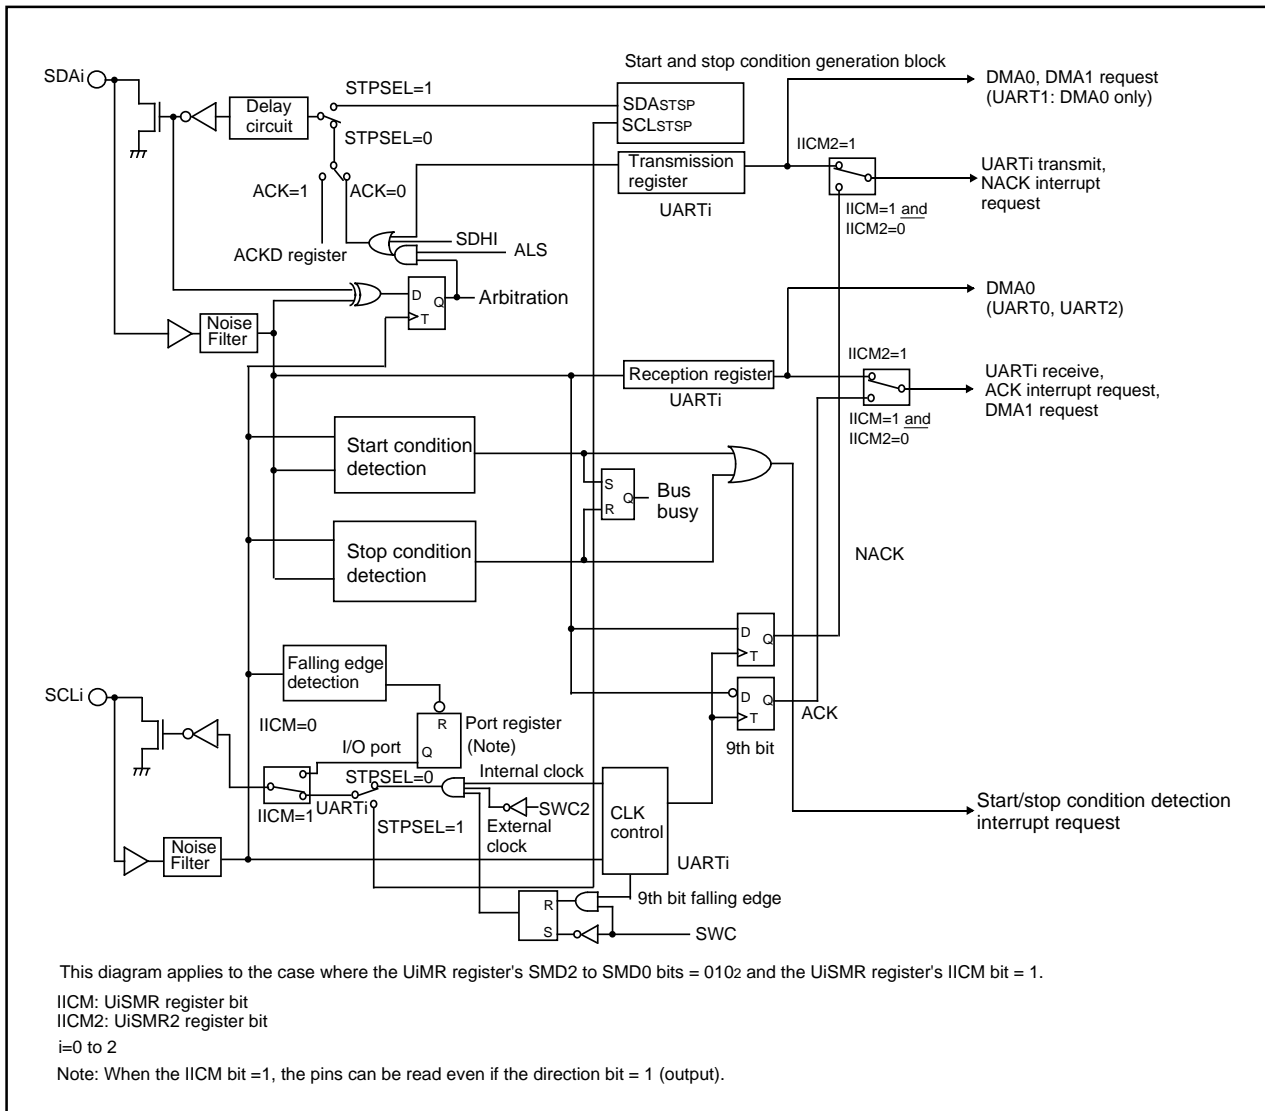 Start and stop condition generation block
SDAi
STPSEL=1
DMA0, DMA1 request
(UART1: DMA0 only)
Delay
circuit
SDASTSP
SCLSTSP
STPSEL=0
IICM2=1
Transmission
register
UARTi transmit,
NACK interrupt
request
ACK=1
ACK=0
UARTi
IICM=1 and
IICM2=0
SDHI
ALS
ACKD register
D
Q
T
Arbitration
DMA0
(UART0, UART2)
Noise
Filter
IICM2=1
Reception register
UARTi
UARTi receive,
ACK interrupt request,
DMA1 request
IICM=1 and
IICM2=0
Start condition
detection
S
R
Q
Bus
busy
Stop condition
detection
NACK
D
Q
T
Falling edge
detection
SCLi
D
Q
T
ACK
9th bit
IICM=0
R
Q
Port register
(Note)
I/O port
STPSEL=0
Internal clock
UARTi
IICM=1
SWC2
STPSEL=1
External
clock
CLK
control
UARTi
Start/stop condition detection
interrupt request
Noise
Filter
9th bit falling edge
R
S
SWC
This diagram applies to the case where the UiMR register's SMD2 to SMD0 bits = 0102 and the UiSMR register's IICM bit = 1.
IICM: UiSMR register bit
IICM2: UiSMR2 register bit
i=0 to 2
Note: When the IICM bit =1, the pins can be read even if the direction bit = 1 (output).